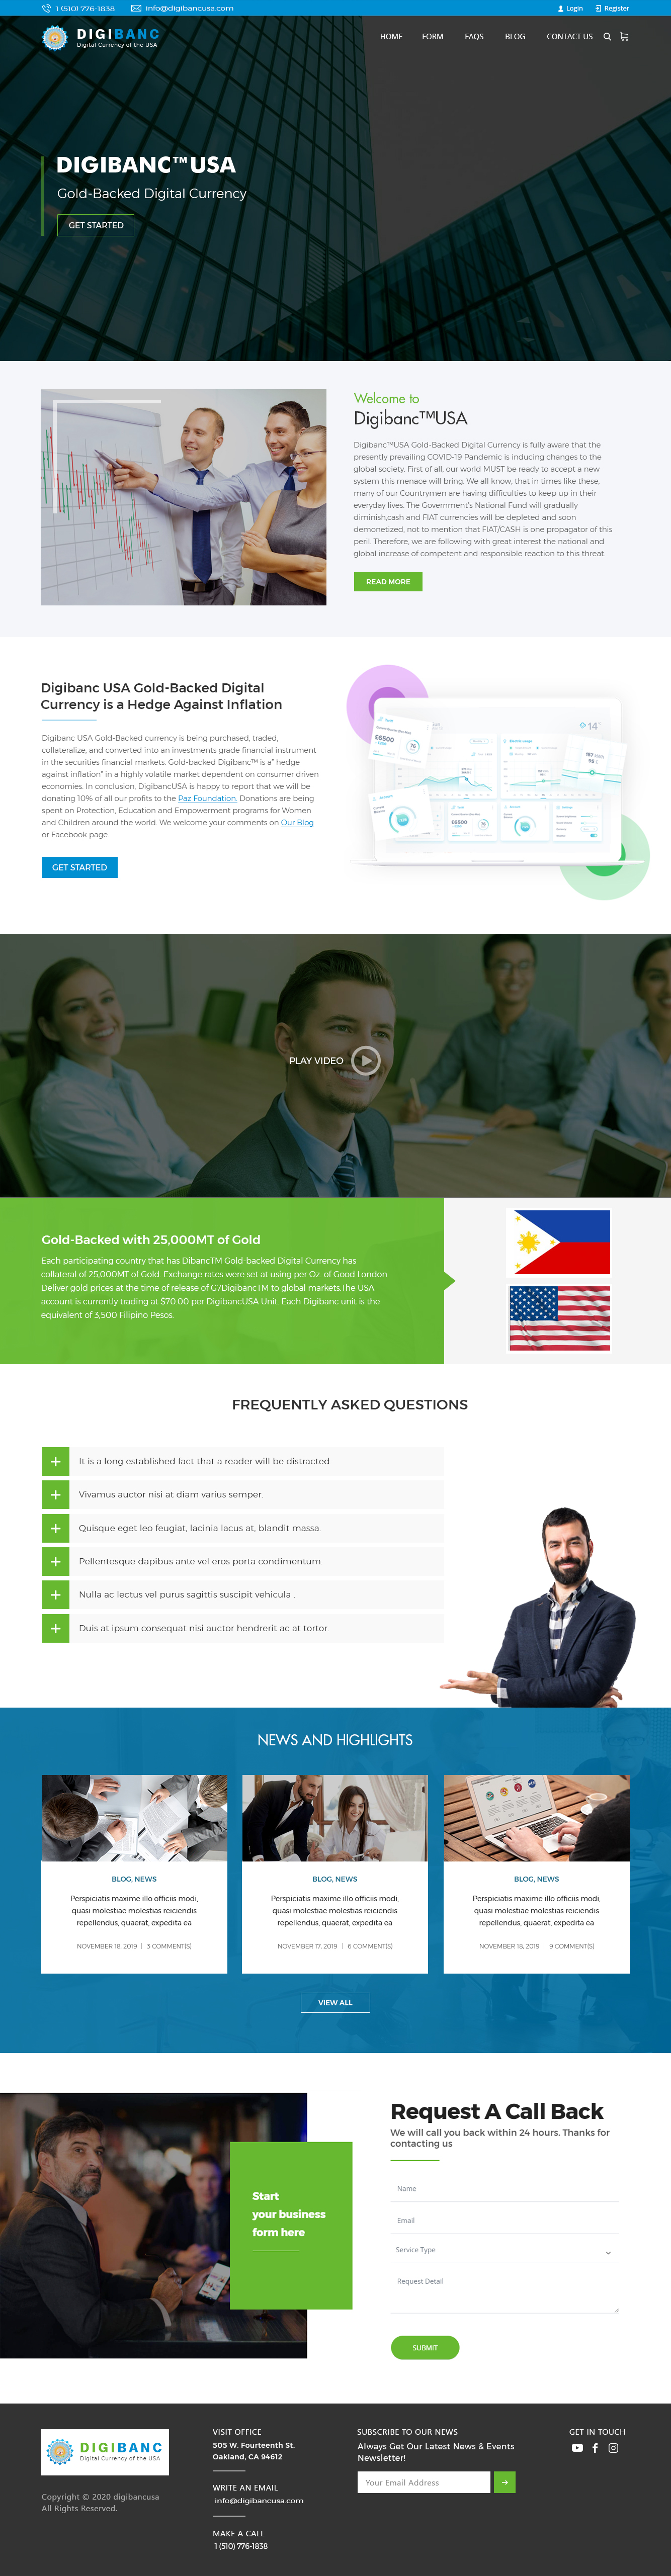 1 (510) 776-1838 info@digibancusa.com Login Register
DIGIBANC
Digital Currency of the USA
HOME FORM FAQS BLOG CONTACT US
DIGIBANC™USA
Gold-Backed Digital Currency
GET STARTED
Welcome to
Digibanc™USA
Digibanc™USA Gold-Backed Digital Currency is fully aware that the
presently prevailing COVID-19 Pandemic is inducing changes to the
global society. First of all, our world MUST be ready to accept a new
system this menace will bring. We all know, that in times like these,
many of our Countrymen are having difficulties to keep up in their
everyday lives. The Government's National Fund will gradually
diminish,cash and FIAT currencies will be depleted and soon
demonetized, not to mention that FIAT/CASH is one propagator of this
peril. Therefore, we are following with great interest the national and
global increase of competent and responsible reaction to this threat.
READ MORE
Digibanc USA Gold-Backed Digital
Currency is a Hedge Against Inflation
Digibanc USA Gold-Backed currency is being purchased, traded,
collateralize, and converted into an investments grade financial instrument
in the securities financial markets. Gold-backed Digibanc™ is a" hedge
against inflation" in a highly volatile market dependent on consumer driven
economies. In conclusion, DigibancUSA is happy to report that we will be
donating 10% of all our profits to the Paz Foundation. Donations are being
spent on Protection, Education and Empowerment programs for Women
and Children around the world. We welcome your comments on Our Blog
or Facebook page.
GET STARTED
PLAY VIDEO
Gold-Backed with 25,000MT of Gold
Each participating country that has DibancTM Gold-backed Digital Currency has
collateral of 25,000MT of Gold. Exchange rates were set at using per Oz. of Good London
Deliver gold prices at the time of release of G7DigibancTM to global markets.The USA
account is currently trading at $70.00 per DigibancUSA Unit. Each Digibanc unit is the
equivalent of 3,500 Filipino Pesos.
FREQUENTLY ASKED QUESTIONS
It is a long established fact that a reader will be distracted.
Vivamus auctor nisi at diam varius semper.
Quisque eget leo feugiat, lacinia lacus at, blandit massa.
Pellentesque dapibus ante vel eros porta condimentum.
Nulla ac lectus vel purus sagittis suscipit vehicula .
Duis at ipsum consequat nisi auctor hendrerit ac at tortor.
NEWS AND HIGHLIGHTS
BLOG, NEWS
Perspiciatis maxime illo officiis modi,
quasi molestiae molestias reiciendis
repellendus, quaerat, expedita ea
NOVEMBER 18, 2019 | 3 COMMENT(S)
BLOG, NEWS
Perspiciatis maxime illo officiis modi,
quasi molestiae molestias reiciendis
repellendus, quaerat, expedita ea
NOVEMBER 17, 2019 | 6 COMMENT(S)
BLOG, NEWS
Perspiciatis maxime illo officiis modi,
quasi molestiae molestias reiciendis
repellendus, quaerat, expedita ea
NOVEMBER 18, 2019 | 9 COMMENT(S)
VIEW ALL
Start
your business
form here
Request A Call Back
We will call you back within 24 hours. Thanks for
contacting us
Name
Email
Service Type
Request Detail
SUBMIT
DIGIBANC
Digital Currency of the USA
Copyright © 2020 digibancusa
All Rights Reserved.
VISIT OFFICE
505 W. Fourteenth St.
Oakland, CA 94612
WRITE AN EMAIL
info@digibancusa.com
MAKE A CALL
1 (510) 776-1838
SUBSCRIBE TO OUR NEWS
Always Get Our Latest News & Events
Newsletter!
Your Email Address
GET IN TOUCH